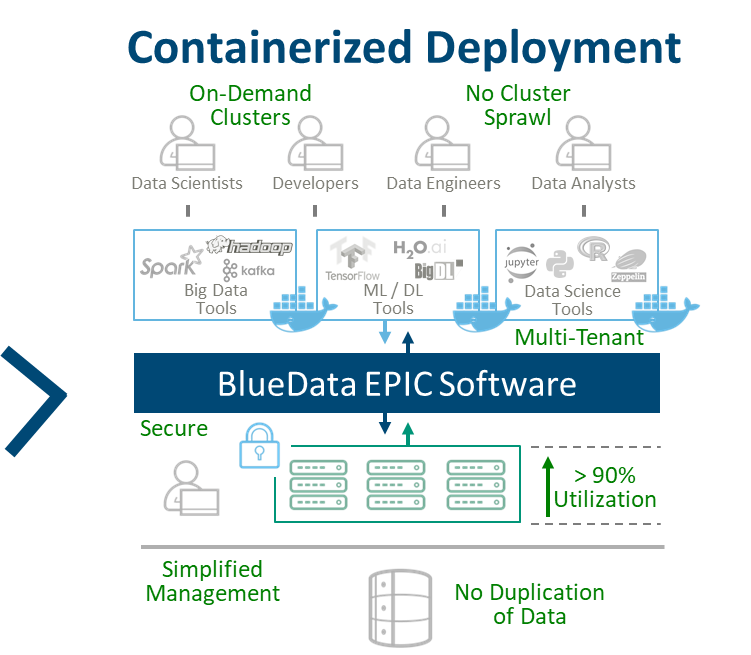 Containerized Deployment
On-Demand
Clusters
No Cluster
Sprawl
Data Scientists
Developers
Data Engineers
Data Analysts
Spark
hadoop
kafka
Big Data
Tools
TensorFlow
H2O.ai
BigDL
ML / DL
Tools
jupyter
R
Zeppelin
Data Science
Tools
Multi-Tenant
BlueData EPIC Software
Secure
> 90%
Utilization
Simplified
Management
No Duplication
of Data